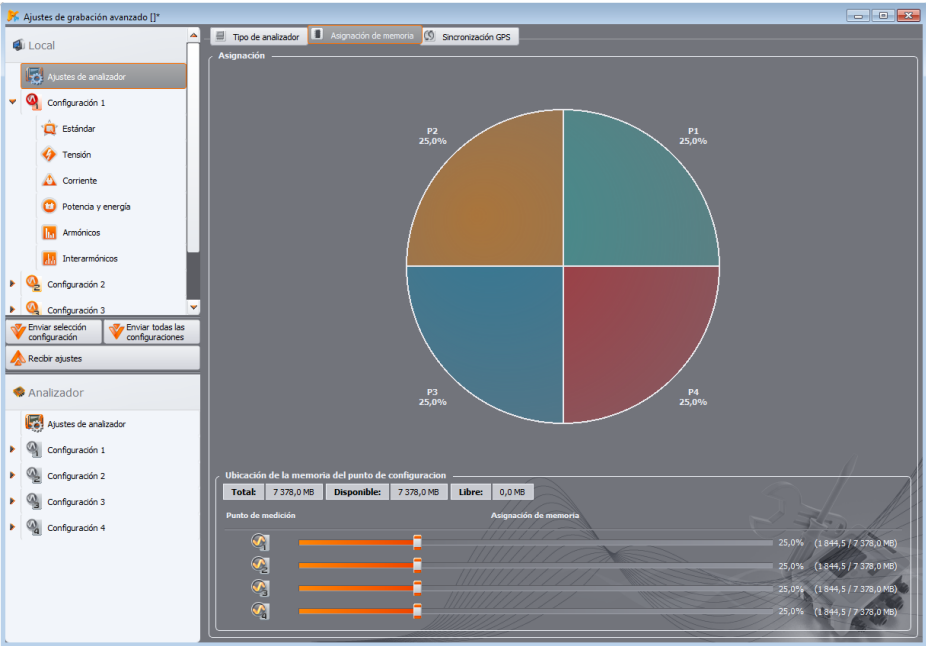 Ajustes de grabación avanzado []*
Local
Ajustes de analizador
Configuración 1
Estándar
Tensión
Corriente
Potencia y energía
Armónicos
Interarmónicos
Configuración 2
Configuración 3
Enviar selección
configuración
Enviar todas las
configuraciones
Recibir ajustes
Analizador
Ajustes de analizador
Configuración 1
Configuración 2
Configuración 3
Configuración 4
Tipo de analizador
Asignación de memoria
Sincronización GPS
Asignación
P2
25,0%
P1
25,0%
P3
25,0%
P4
25,0%
Ubicación de la memoria del punto de configuracion
Total: 7 378,0 MB Disponible: 7 378,0 MB Libre: 0,0 MB
Punto de medición Asignación de memoria
1 25,0% (1 844,5 / 7 378,0 MB)
2 25,0% (1 844,5 / 7 378,0 MB)
3 25,0% (1 844,5 / 7 378,0 MB)
4 25,0% (1 844,5 / 7 378,0 MB)